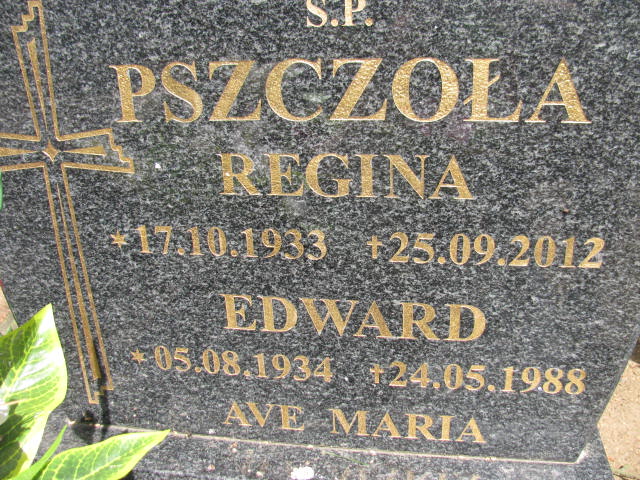 Ś.P.
PSZCZOŁA
REGINA
*17.10.1933 †25.09.2012
EDWARD
*05.08.1934 †24.05.1988
AVE MARIA